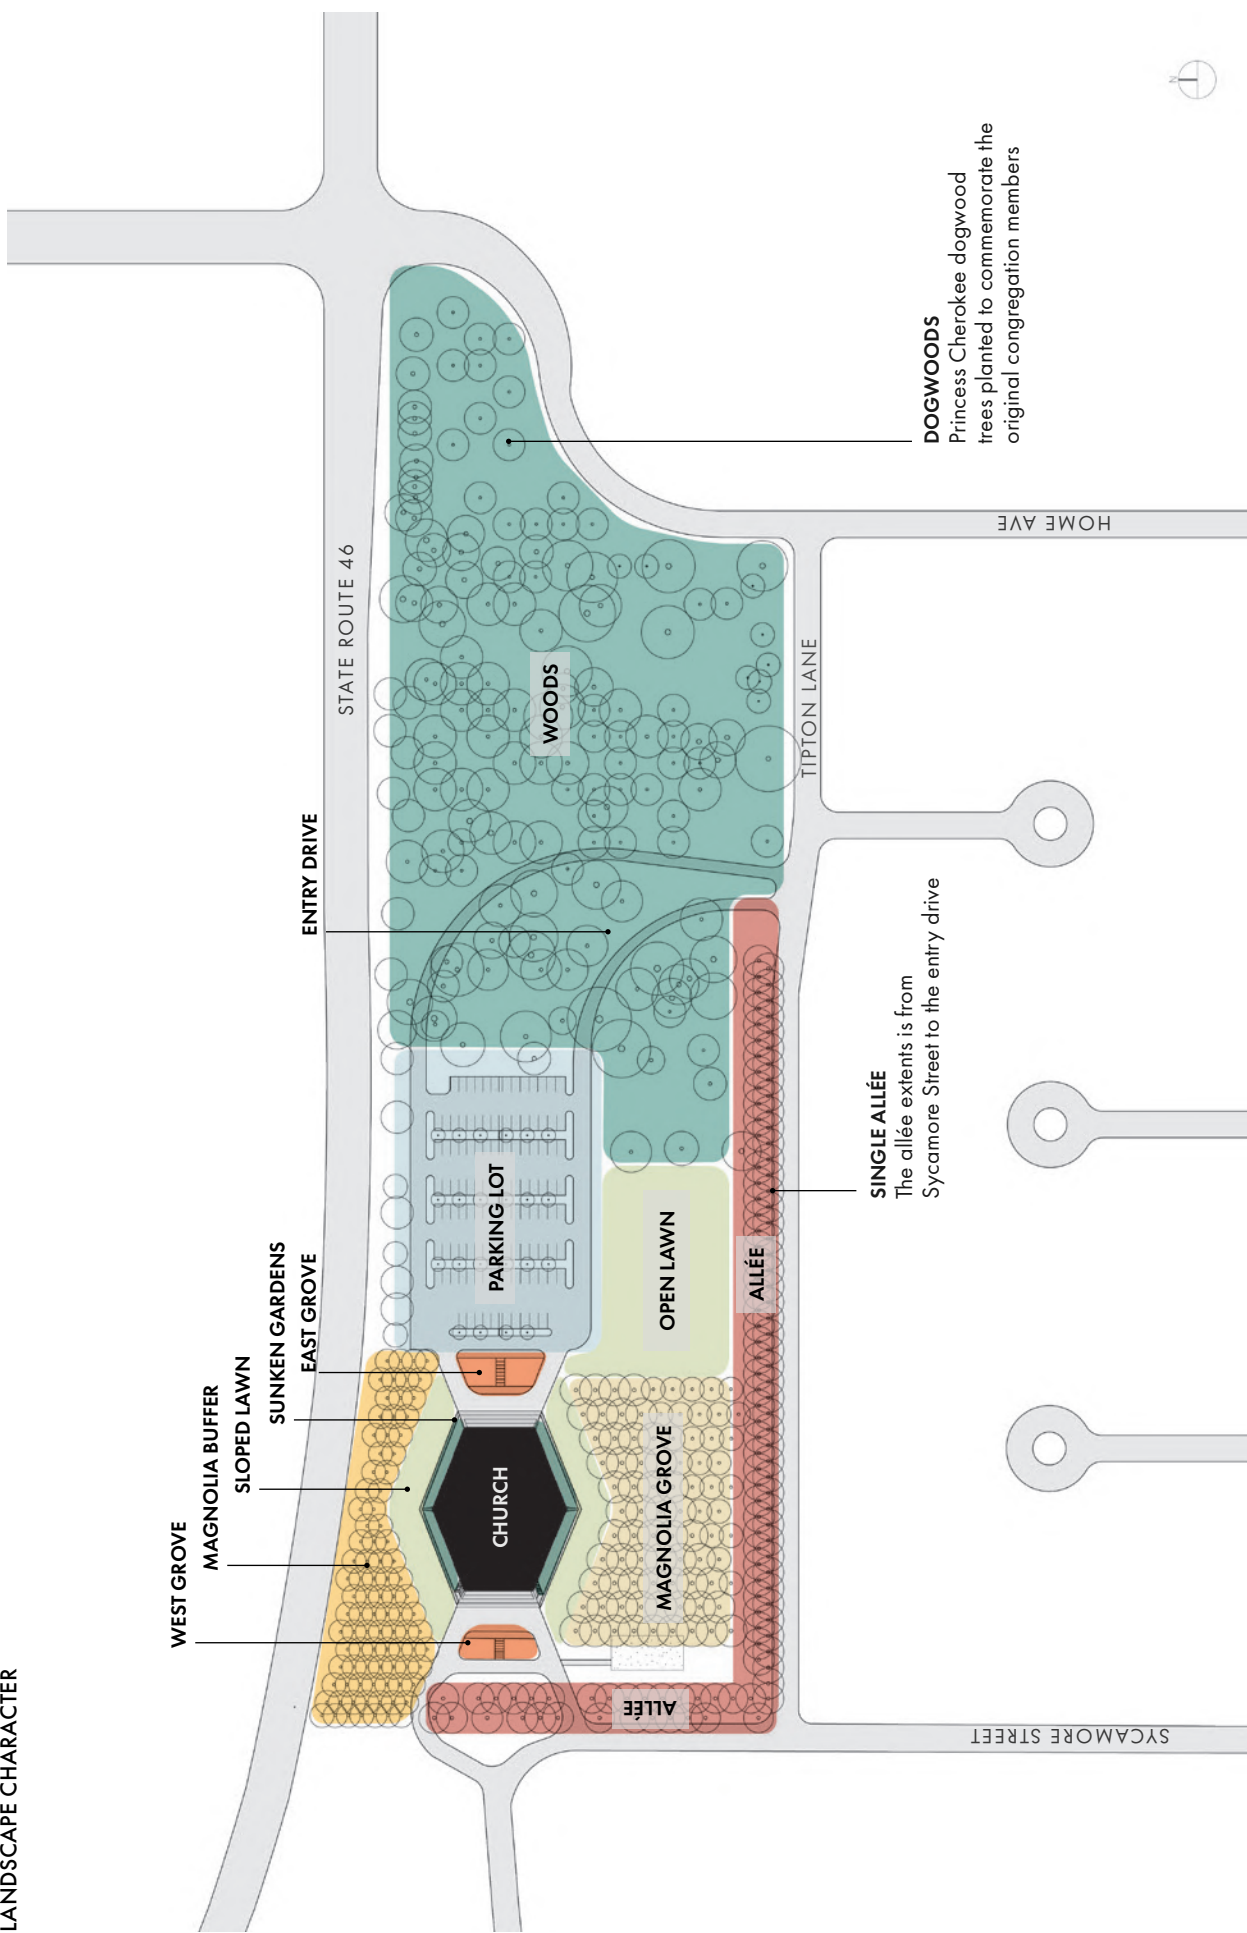 LANDSCAPE CHARACTER
WEST GROVE
MAGNOLIA BUFFER
SLOPED LAWN
SUNKEN GARDENS
EAST GROVE
ENTRY DRIVE
STATE ROUTE 46
N
CHURCH
PARKING LOT
WOODS
ALLÉE
MAGNOLIA GROVE
OPEN LAWN
ALLÉE
TIPTON LANE
SINGLE ALLÉE
The allée extents is from
Sycamore Street to the entry drive
DOGWOODS
Princess Cherokee dogwood
trees planted to commemorate the
original congregation members
SYCAMORE STREET
HOME AVE